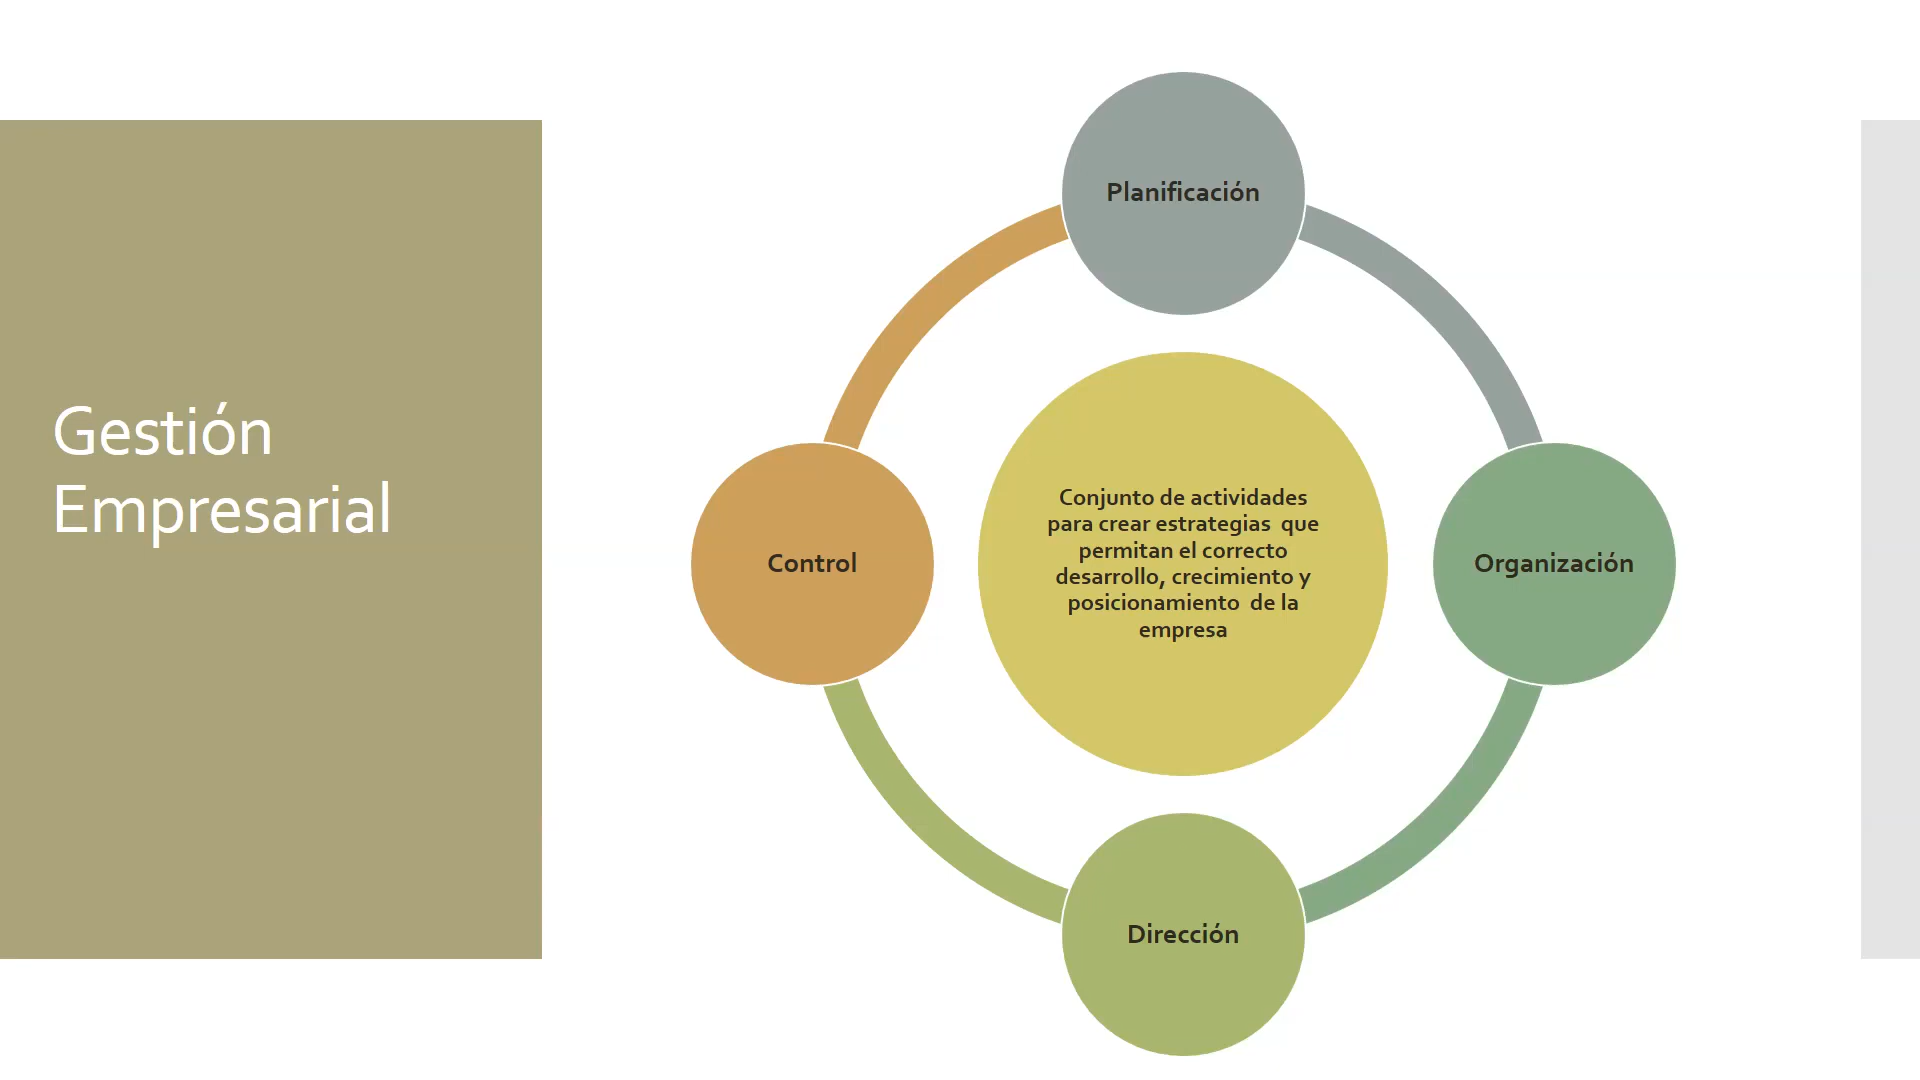 Gestión
Empresarial
Planificación
Control
Conjunto de actividades
para crear estrategias  que
permitan el correcto
desarrollo, crecimiento y
posicionamiento  de la
empresa
Organización
Dirección